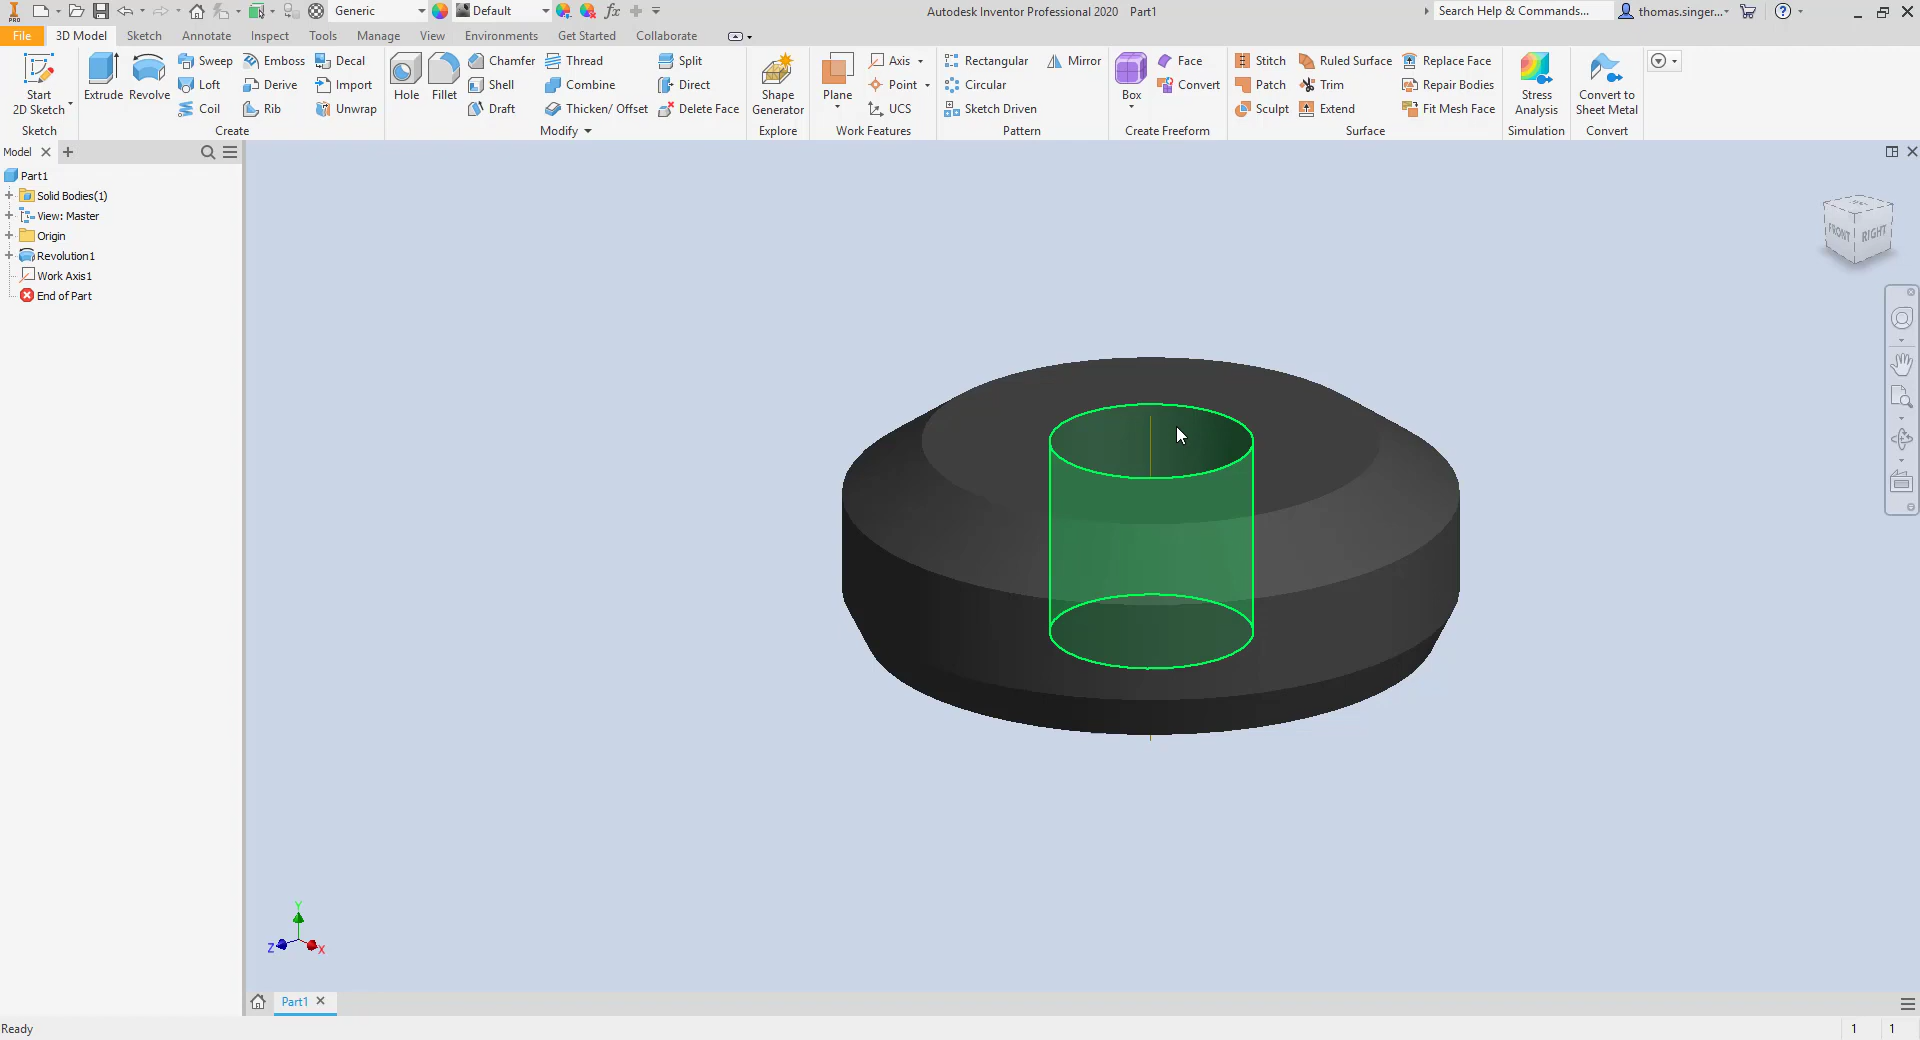 Generic
Default
Autodesk Inventor Professional 2020 Part1
Search Help & Commands...
thomas.singer...
File 3D Model Sketch Annotate Inspect Tools Manage View Environments Get Started Collaborate
Start
2D Sketch
Sketch
Extrude Revolve
Sweep Emboss Decal
Loft Derive Import
Coil Rib Unwrap
Create
Hole Fillet
Chamfer Thread Split
Shell Combine Direct
Draft Thicken/ Offset Delete Face
Modify
Shape
Generator
Explore
Plane
Axis
Point
UCS
Work Features
Rectangular Mirror
Circular
Sketch Driven
Pattern
Box
Face
Convert
Create Freeform
Stitch Ruled Surface Replace Face
Patch Trim Repair Bodies
Sculpt Extend Fit Mesh Face
Surface
Stress
Analysis
Simulation
Convert to
Sheet Metal
Convert
Model
Part1
Solid Bodies(1)
View: Master
Origin
Revolution1
Work Axis1
End of Part
FRONT RIGHT
Y
Z
X
Part1
Ready
1 1